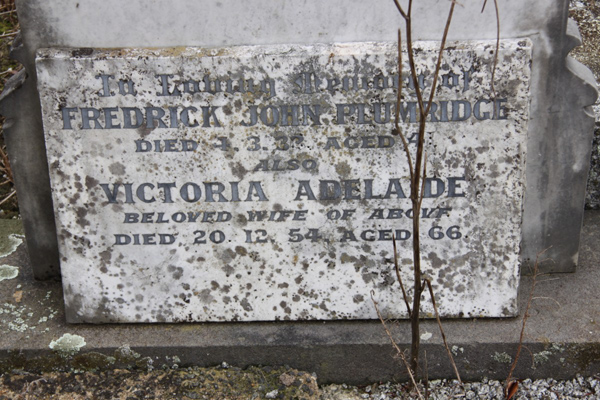 In Loving Memory of
FREDRICK JOHN PLUMRIDGE
DIED 3. AGED
ALSO
VICTORIA ADELAIDE
BELOVED WIFE OF ABOVE
DIED 20.12.54. AGED 66